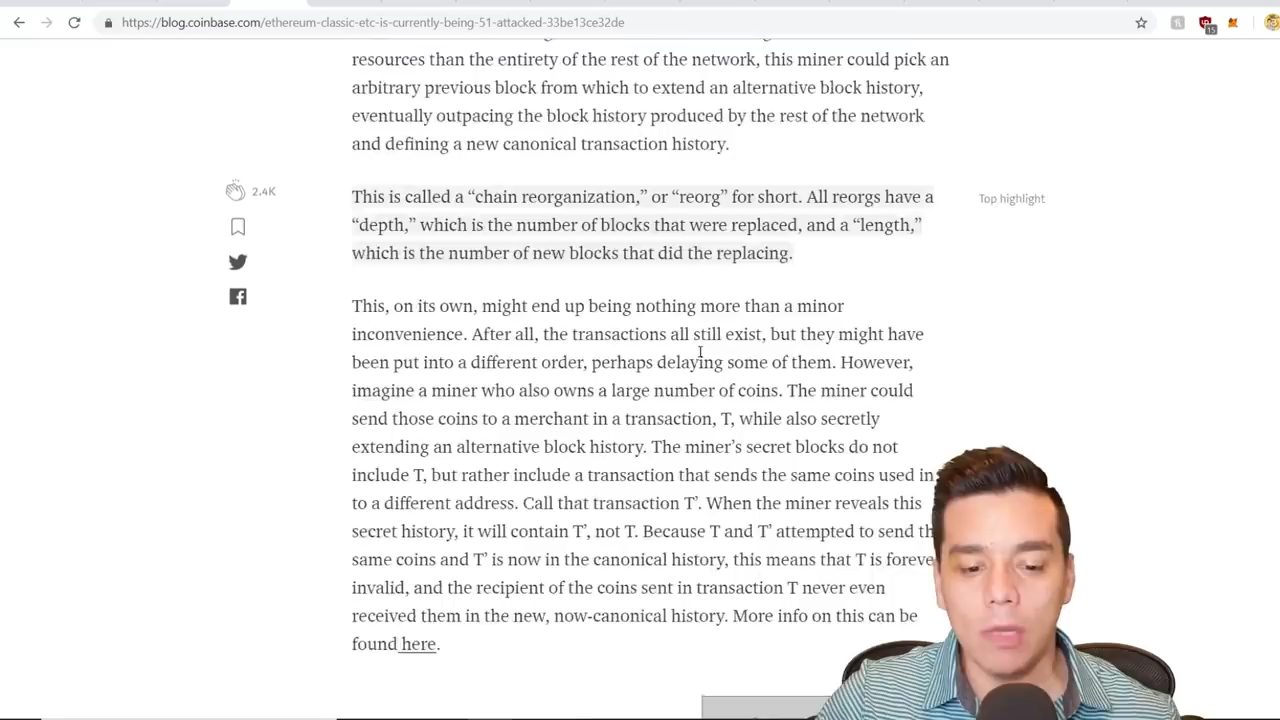 https://blog.coinbase.com/ethereum-classic-etc-is-currently-being-51-attacked-33be13ce32de
15
resources than the entirety of the rest of the network, this miner could pick an
arbitrary previous block from which to extend an alternative block history,
eventually outpacing the block history produced by the rest of the network
and defining a new canonical transaction history.
2.4K
This is called a “chain reorganization,” or “reorg” for short. All reorgs have a
Top highlight
“depth,” which is the number of blocks that were replaced, and a “length,”
which is the number of new blocks that did the replacing.
This, on its own, might end up being nothing more than a minor
inconvenience. After all, the transactions all still exist, but they might have
been put into a different order, perhaps delaying some of them. However,
imagine a miner who also owns a large number of coins. The miner could
send those coins to a merchant in a transaction, T, while also secretly
extending an alternative block history. The miner’s secret blocks do not
include T, but rather include a transaction that sends the same coins used in
to a different address. Call that transaction T’. When the miner reveals this
secret history, it will contain T’, not T. Because T and T’ attempted to send th
same coins and T’ is now in the canonical history, this means that T is foreve
invalid, and the recipient of the coins sent in transaction T never even
received them in the new, now-canonical history. More info on this can be
found here.